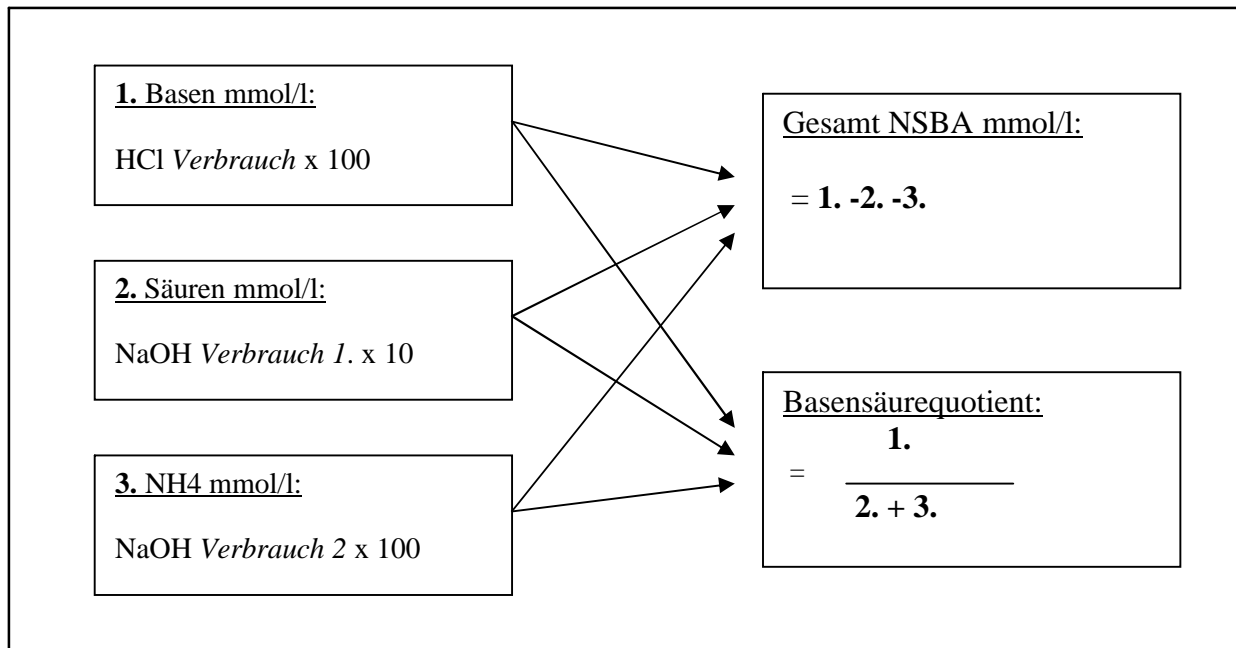 1. Basen mmol/l:
HCl Verbrauch x 100
2. Säuren mmol/l:
NaOH Verbrauch 1. x 10
3. NH4 mmol/l:
NaOH Verbrauch 2 x 100
Gesamt NSBA mmol/l:
= 1. -2. -3.
Basensäurequotient:
1.
=
2. + 3.